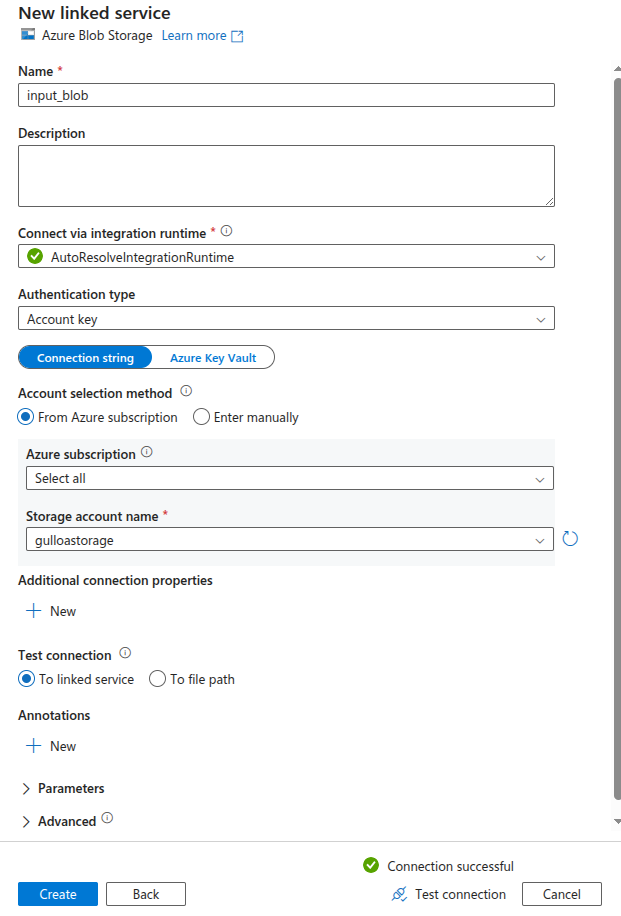 New linked service
Azure Blob Storage Learn more
Name *
input_blob
Description
Connect via integration runtime *
AutoResolveIntegrationRuntime
Authentication type
Account key
Connection string Azure Key Vault
Account selection method
From Azure subscription Enter manually
Azure subscription
Select all
Storage account name *
gulloastorage
Additional connection properties
New
Test connection
To linked service To file path
Annotations
New
Parameters
Advanced
Connection successful
Create Back Test connection Cancel